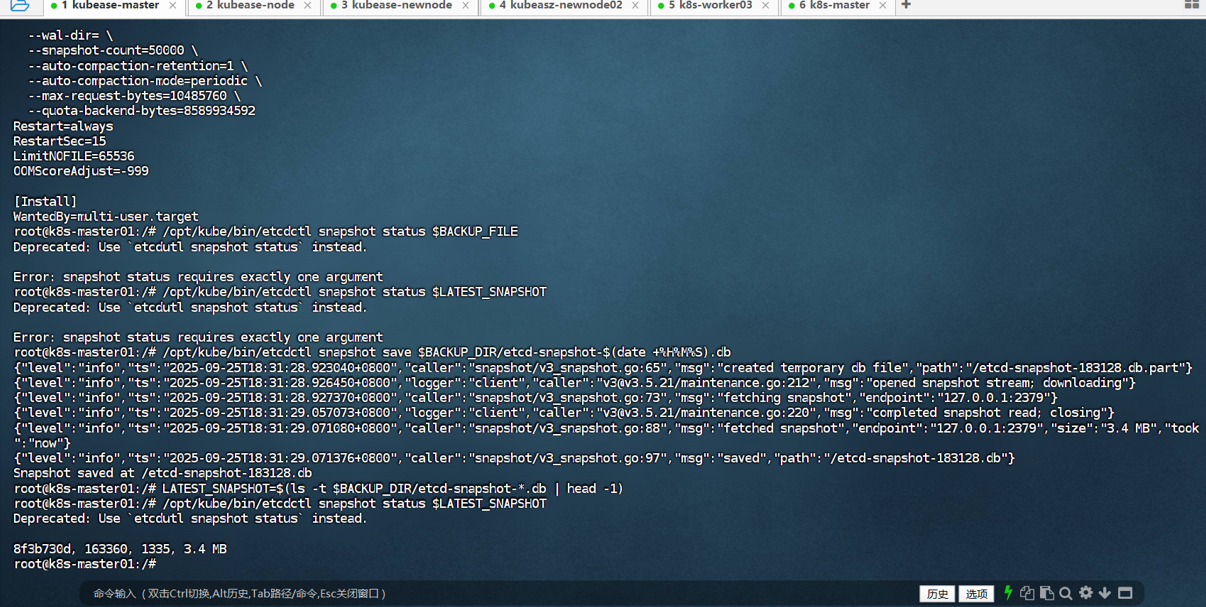 1 kubease-master × 2 kubease-node × 3 kubease-newnode × 4 kubeasz-newnode02 × 5 k8s-worker03 × 6 k8s-master × +
--wal-dir= \
--snapshot-count=50000 \
--auto-compaction-retention=1 \
--auto-compaction-mode=periodic \
--max-request-bytes=10485760 \
--quota-backend-bytes=8589934592
Restart=always
RestartSec=15
LimitNOFILE=65536
OOMScoreAdjust=-999
[Install]
WantedBy=multi-user.target
root@k8s-master01:/# /opt/kube/bin/etcdctl snapshot status $BACKUP_FILE
Deprecated: Use `etcdutl snapshot status` instead.
Error: snapshot status requires exactly one argument
root@k8s-master01:/# /opt/kube/bin/etcdctl snapshot status $LATEST_SNAPSHOT
Deprecated: Use `etcdutl snapshot status` instead.
Error: snapshot status requires exactly one argument
root@k8s-master01:/# /opt/kube/bin/etcdctl snapshot save $BACKUP_DIR/etcd-snapshot-$(date +%H%M%S).db
{"level":"info","ts":"2025-09-25T18:31:28.923040+0800","caller":"snapshot/v3_snapshot.go:65","msg":"created temporary db file","path":"/etcd-snapshot-183128.db.part"}
{"level":"info","ts":"2025-09-25T18:31:28.926450+0800","logger":"client","caller":"v3@v3.5.21/maintenance.go:212","msg":"opened snapshot stream; downloading"}
{"level":"info","ts":"2025-09-25T18:31:28.927370+0800","caller":"snapshot/v3_snapshot.go:73","msg":"fetching snapshot","endpoint":"127.0.0.1:2379"}
{"level":"info","ts":"2025-09-25T18:31:29.057073+0800","logger":"client","caller":"v3@v3.5.21/maintenance.go:220","msg":"completed snapshot read; closing"}
{"level":"info","ts":"2025-09-25T18:31:29.071080+0800","caller":"snapshot/v3_snapshot.go:88","msg":"fetched snapshot","endpoint":"127.0.0.1:2379","size":"3.4 MB","took
":"now"}
{"level":"info","ts":"2025-09-25T18:31:29.071376+0800","caller":"snapshot/v3_snapshot.go:97","msg":"saved","path":"/etcd-snapshot-183128.db"}
Snapshot saved at /etcd-snapshot-183128.db
root@k8s-master01:/# LATEST_SNAPSHOT=$(ls -t $BACKUP_DIR/etcd-snapshot-*.db | head -1)
root@k8s-master01:/# /opt/kube/bin/etcdctl snapshot status $LATEST_SNAPSHOT
Deprecated: Use `etcdutl snapshot status` instead.
8f3b730d, 163360, 1335, 3.4 MB
root@k8s-master01:/#
命令输入 (双击Ctrl切换,Alt历史,Tab路径/命令,Esc关闭窗口) 历史 选项